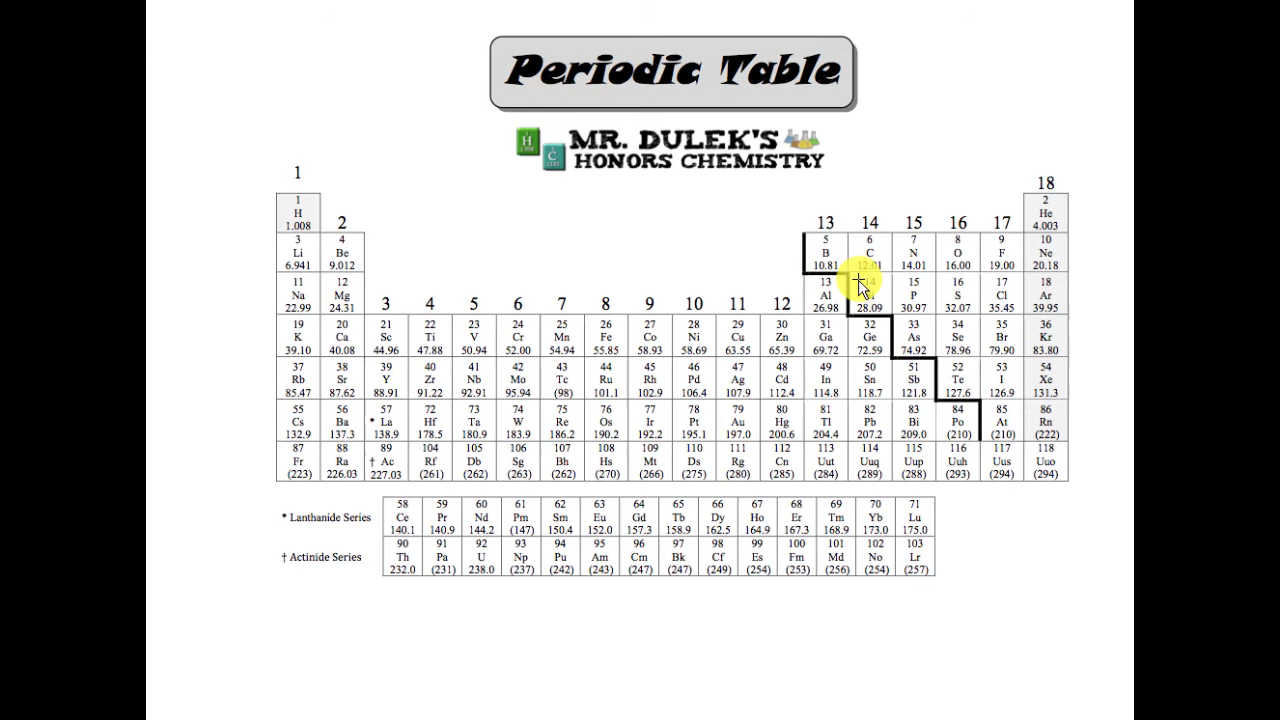 Periodic Table
H
1.008
C
MR. DULEK'S
HONORS CHEMISTRY
1 18
1 2
H 2 13 14 15 16 17 He
1.008 4.003
3 4 5 6 7 8 9 10
Li Be B C N O F Ne
6.941 9.012 10.81 12.01 14.01 16.00 19.00 20.18
11 12 13 14 15 16 17 18
Na Mg 3 4 5 6 7 8 9 10 11 12 Al P S Cl Ar
22.99 24.31 26.98 28.09 30.97 32.07 35.45 39.95
19 20 21 22 23 24 25 26 27 28 29 30 31 32 33 34 35 36
K Ca Sc Ti V Cr Mn Fe Co Ni Cu Zn Ga Ge As Se Br Kr
39.10 40.08 44.96 47.88 50.94 52.00 54.94 55.85 58.93 58.69 63.55 65.39 69.72 72.59 74.92 78.96 79.90 83.80
37 38 39 40 41 42 43 44 45 46 47 48 49 50 51 52 53 54
Rb Sr Y Zr Nb Mo Tc Ru Rh Pd Ag Cd In Sn Sb Te I Xe
85.47 87.62 88.91 91.22 92.91 95.94 (98) 101.1 102.9 106.4 107.9 112.4 114.8 118.7 121.8 127.6 126.9 131.3
55 56 57 72 73 74 75 76 77 78 79 80 81 82 83 84 85 86
Cs Ba * La Hf Ta W Re Os Ir Pt Au Hg Tl Pb Bi Po At Rn
132.9 137.3 138.9 178.5 180.9 183.9 186.2 190.2 192.2 195.1 197.0 200.6 204.4 207.2 209.0 (210) (210) (222)
87 88 89 104 105 106 107 108 109 110 111 112 113 114 115 116 117 118
Fr Ra † Ac Rf Db Sg Bh Hs Mt Ds Rg Cn Uut Uuq Uup Uuh Uus Uuo
(223) 226.03 227.03 (261) (262) (263) (262) (270) (266) (275) (280) (285) (284) (289) (288) (293) (294) (294)
58 59 60 61 62 63 64 65 66 67 68 69 70 71
* Lanthanide Series Ce Pr Nd Pm Sm Eu Gd Tb Dy Ho Er Tm Yb Lu
140.1 140.9 144.2 (147) 150.4 152.0 157.3 158.9 162.5 164.9 167.3 168.9 173.0 175.0
90 91 92 93 94 95 96 97 98 99 100 101 102 103
† Actinide Series Th Pa U Np Pu Am Cm Bk Cf Es Fm Md No Lr
232.0 (231) 238.0 (237) (242) (243) (247) (247) (249) (254) (253) (256) (254) (257)